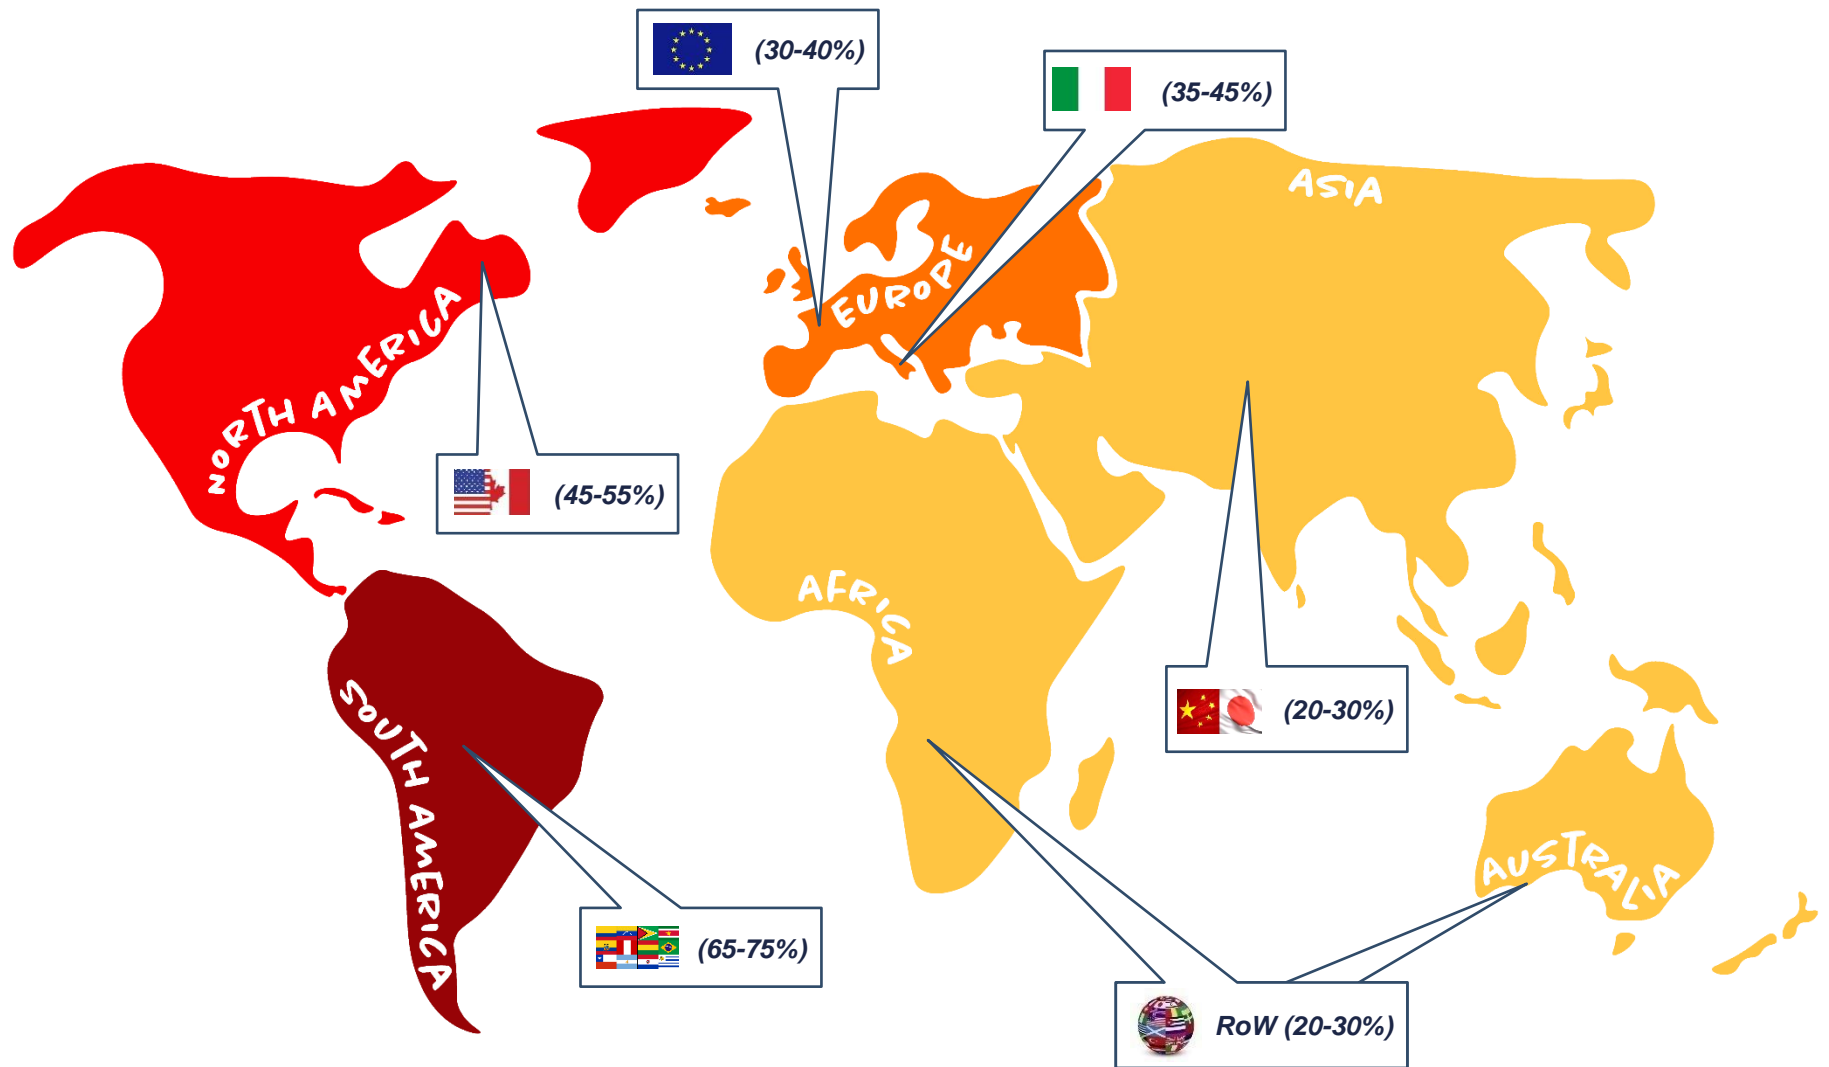 (30-40%)
(35-45%)
ASIA
EUROPE
NORTH AMERICA
(45-55%)
AFRICA
SOUTH AMERICA
(20-30%)
AUSTRALIA
(65-75%)
RoW (20-30%)